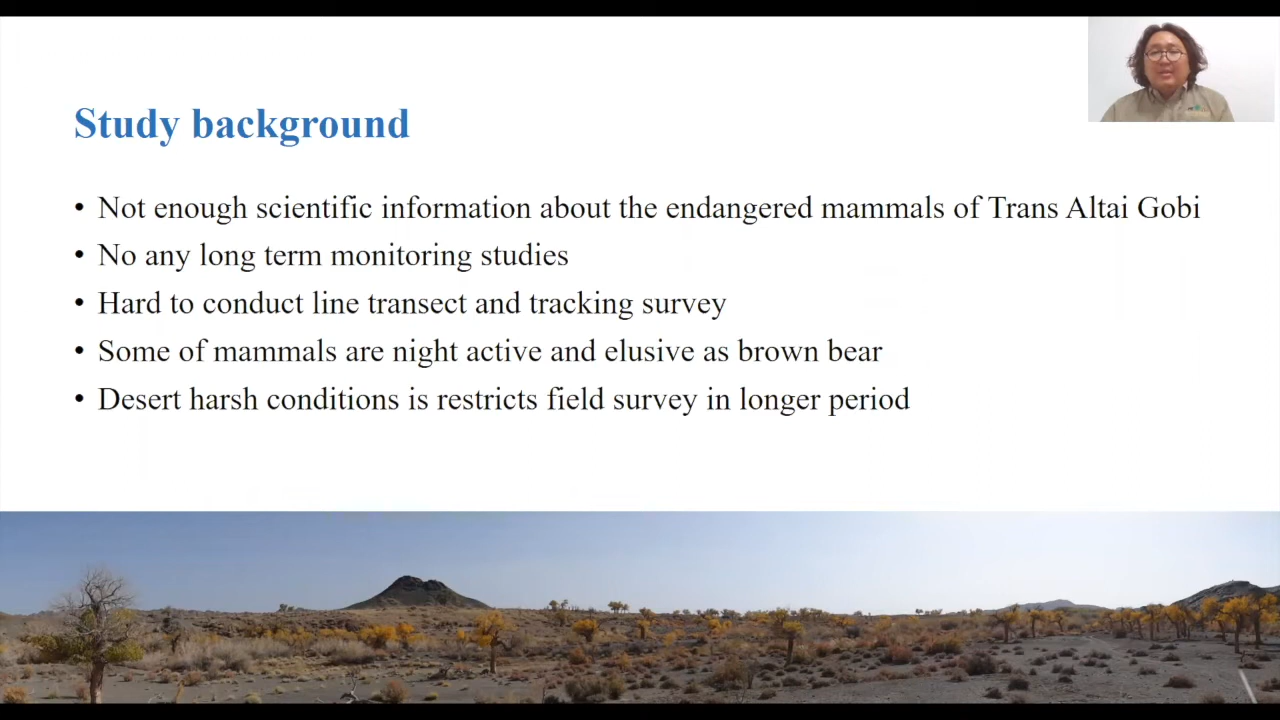 Study background
• Not enough scientific information about the endangered mammals of Trans Altai Gobi
• No any long term monitoring studies
• Hard to conduct line transect and tracking survey
• Some of mammals are night active and elusive as brown bear
• Desert harsh conditions is restricts field survey in longer period